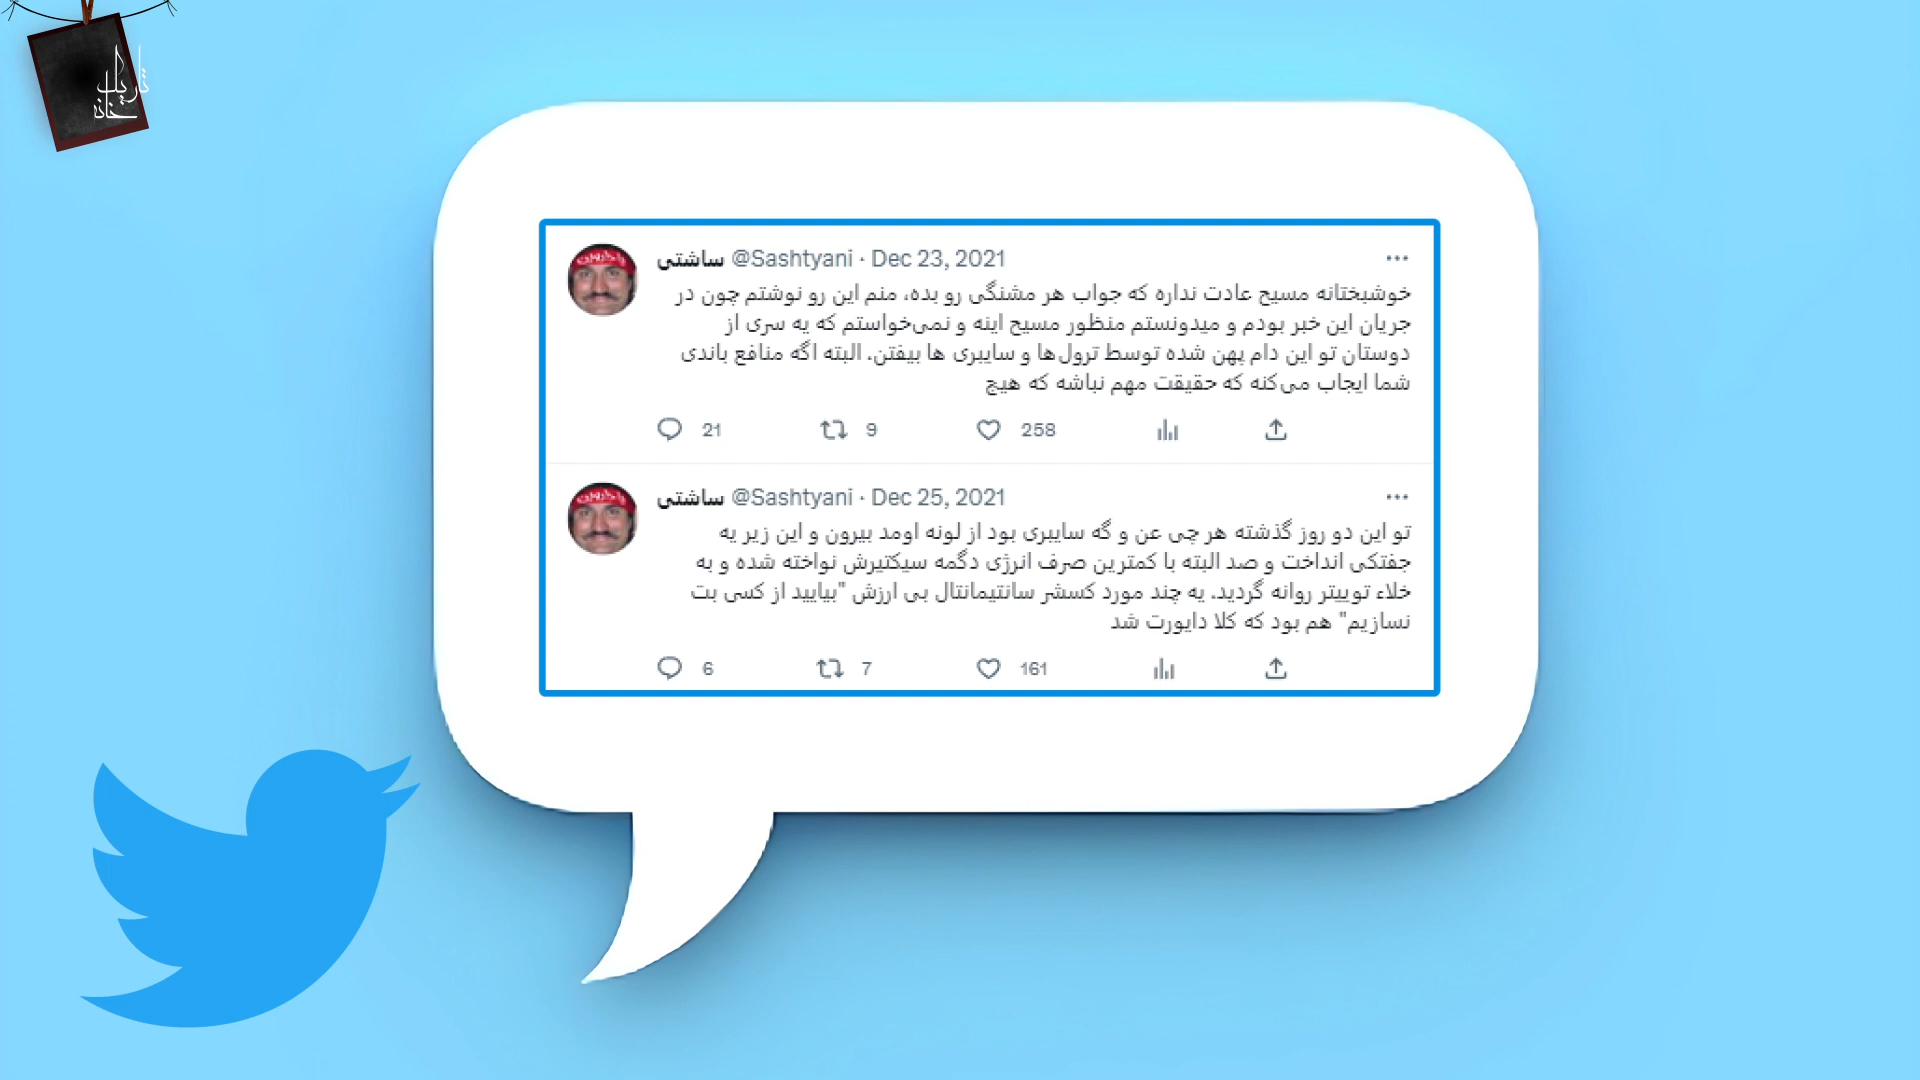 تاریک
خانه
ساشتی @Sashtyani · Dec 23, 2021
خوشبختانه مسیح عادت نداره که جواب هر مشنگی رو بده، منم این رو نوشتم چون در
جریان این خبر بودم و میدونستم منظور مسیح اینه و نمی‌خواستم که یه سری از
دوستان تو این دام پهن شده توسط ترول‌ها و سایبری ها بیفتن. البته اگه منافع باندی
شما ایجاب می‌کنه که حقیقت مهم نباشه که هیچ
21 9 258
ساشتی @Sashtyani · Dec 25, 2021
تو این دو روز گذشته هر چی عن و گه سایبری بود از لونه اومد بیرون و این زیر یه
جفتکی انداخت و صد البته با کمترین صرف انرژی دگمه سیکتیرش نواخته شده و به
خلاء توییتر روانه گردید. یه چند مورد کسشر سانتیمانتال بی ارزش "بیایید از کسی بت
نسازیم" هم بود که کلا دایورت شد
6 7 161